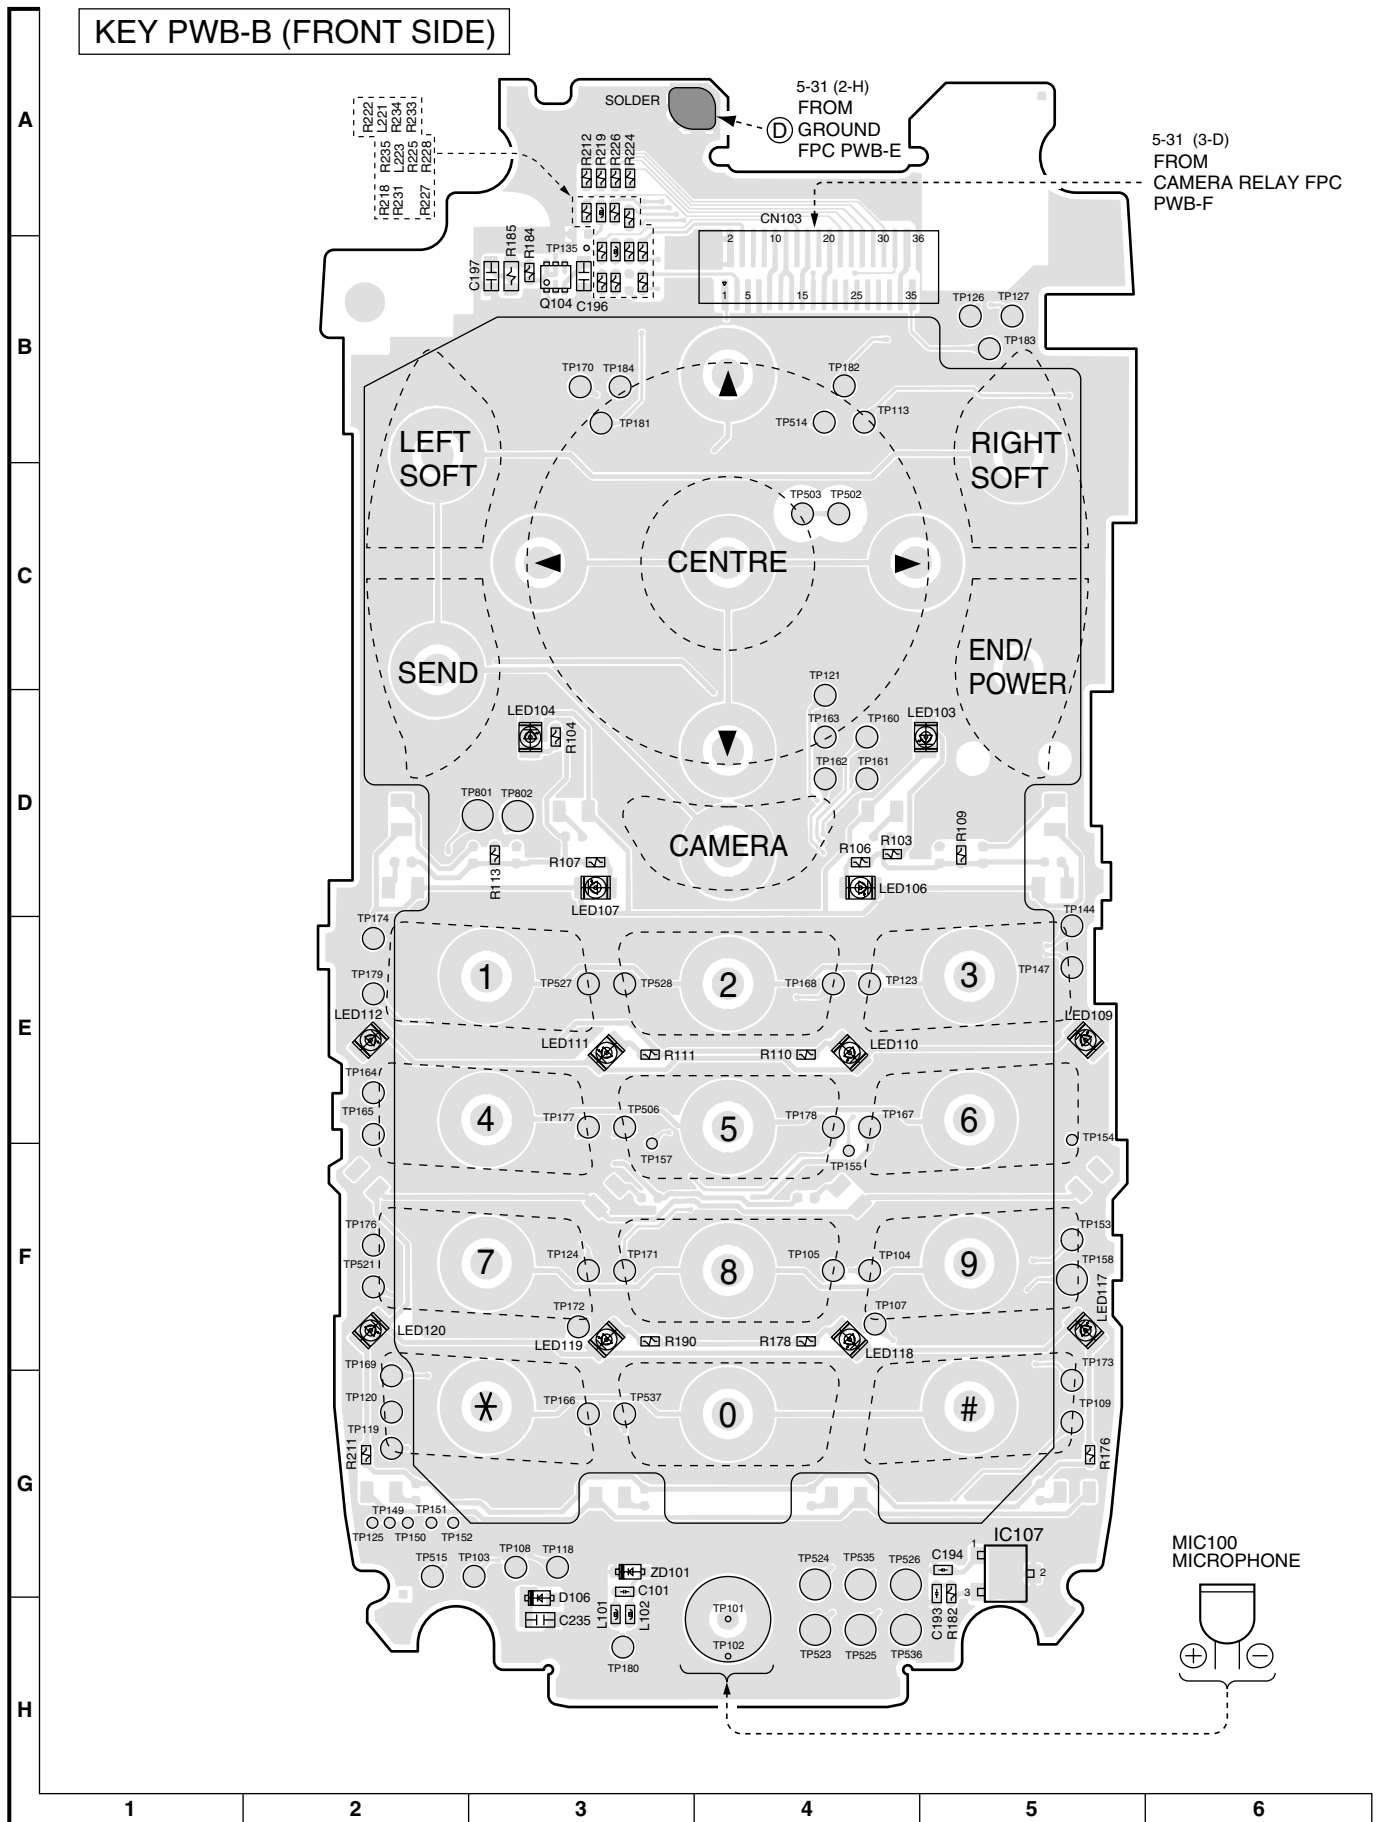 KEY PWB-B (FRONT SIDE)
A
B
C
D
E
F
G
H
R222
L221
R234
R233
R235
L223
R225
R228
R218
R231
R227
SOLDER
5-31 (2-H)
FROM
D GROUND
FPC PWB-E
5-31 (3-D)
FROM
CAMERA RELAY FPC
PWB-F
R212
R219
R226
R224
CN103
2 10 20 30 36
1 5 15 25 35
C197
R185
R184
TP135
Q104 C196
TP126 TP127
TP183
TP170 TP184
TP181
TP182
TP514 TP113
LEFT
SOFT
RIGHT
SOFT
TP503 TP502
CENTRE
SEND
END/
POWER
TP121
LED104
R104
TP163 TP160
LED103
TP162 TP161
TP801 TP802
CAMERA
R113
R107
LED107
R106 R103
R109
LED106
TP174
TP144
TP179
1
TP527 TP528
2
TP168 TP123
3
TP147
LED112
LED111
R111
R110
LED110
LED109
TP164
TP165
4
TP177 TP506
5
TP178 TP167
6
TP154
TP157
TP155
TP176
TP521
7
TP124 TP171
8
TP105 TP104
9
TP153
TP158
LED117
TP172
TP107
LED120
LED119
R190
R178
LED118
TP169
TP120
TP119
*
TP166 TP537
0
#
TP173
TP109
R211
R176
TP149 TP151
TP125 TP150 TP152
TP515 TP103 TP108 TP118
ZD101
C101
D106
C235
L101
L102
TP180
TP101
TP102
TP524 TP535 TP526
TP523 TP525 TP536
C194
C193
R182
IC107
1
2
3
MIC100
MICROPHONE
+ −
1 2 3 4 5 6